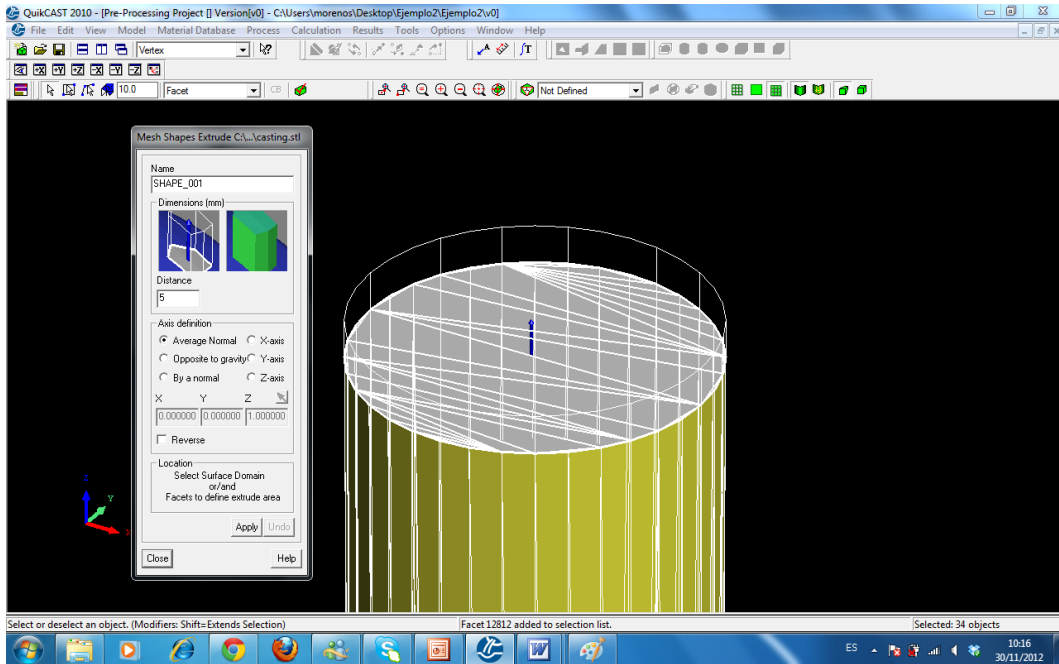 QuikCAST 2010 - [Pre-Processing Project [] Version[v0] - C:\Users\morenos\Desktop\Ejemplo2\Ejemplo2\v0]
File Edit View Model Material Database Process Calculation Results Tools Options Window Help
Vertex
+X +Y +Z -X -Y -Z
10.0 Facet CB Not Defined
Mesh Shapes Extrude C:\...\casting.stl
Name
SHAPE_001
Dimensions (mm)
Distance
5
Axis definition
Average Normal X-axis
Opposite to gravity Y-axis
By a normal Z-axis
X Y Z
0.000000 0.000000 1.000000
Reverse
Location
Select Surface Domain
or/and
Facets to define extrude area
Apply Undo
Close Help
Z
Y
X
Select or deselect an object. (Modifiers: Shift=Extends Selection) Facet 12812 added to selection list. Selected: 34 objects
ES 10:16
30/11/2012